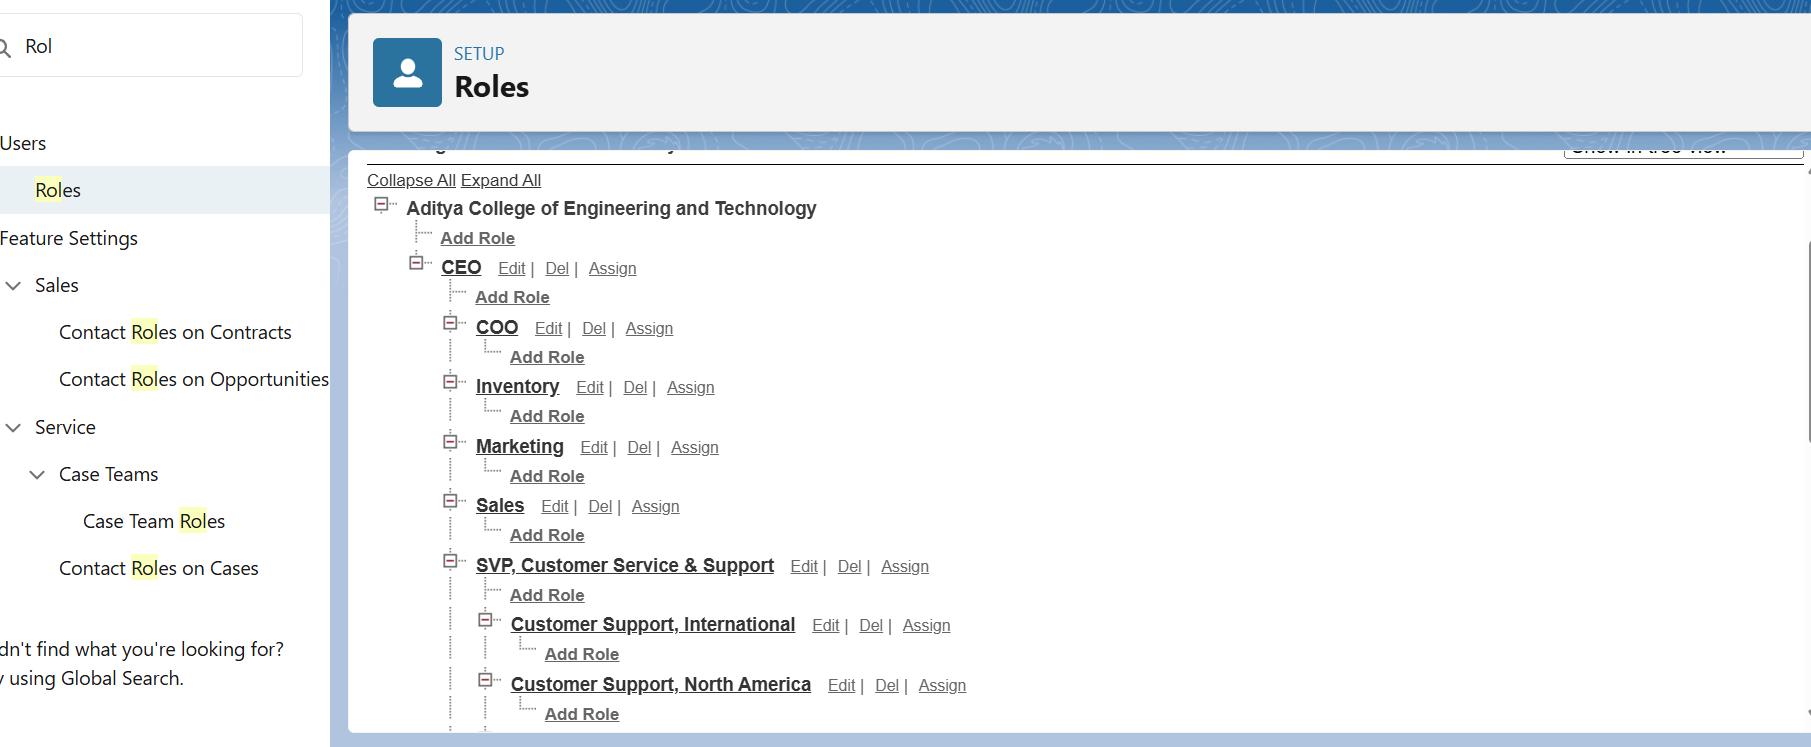 Rol
Users
Roles
Feature Settings
Sales
Contact Roles on Contracts
Contact Roles on Opportunities
Service
Case Teams
Case Team Roles
Contact Roles on Cases
dn't find what you're looking for?
using Global Search.
SETUP
Roles
Collapse All Expand All
Aditya College of Engineering and Technology
Add Role
CEO Edit | Del | Assign
Add Role
COO Edit | Del | Assign
Add Role
Inventory Edit | Del | Assign
Add Role
Marketing Edit | Del | Assign
Add Role
Sales Edit | Del | Assign
Add Role
SVP, Customer Service & Support Edit | Del | Assign
Add Role
Customer Support, International Edit | Del | Assign
Add Role
Customer Support, North America Edit | Del | Assign
Add Role